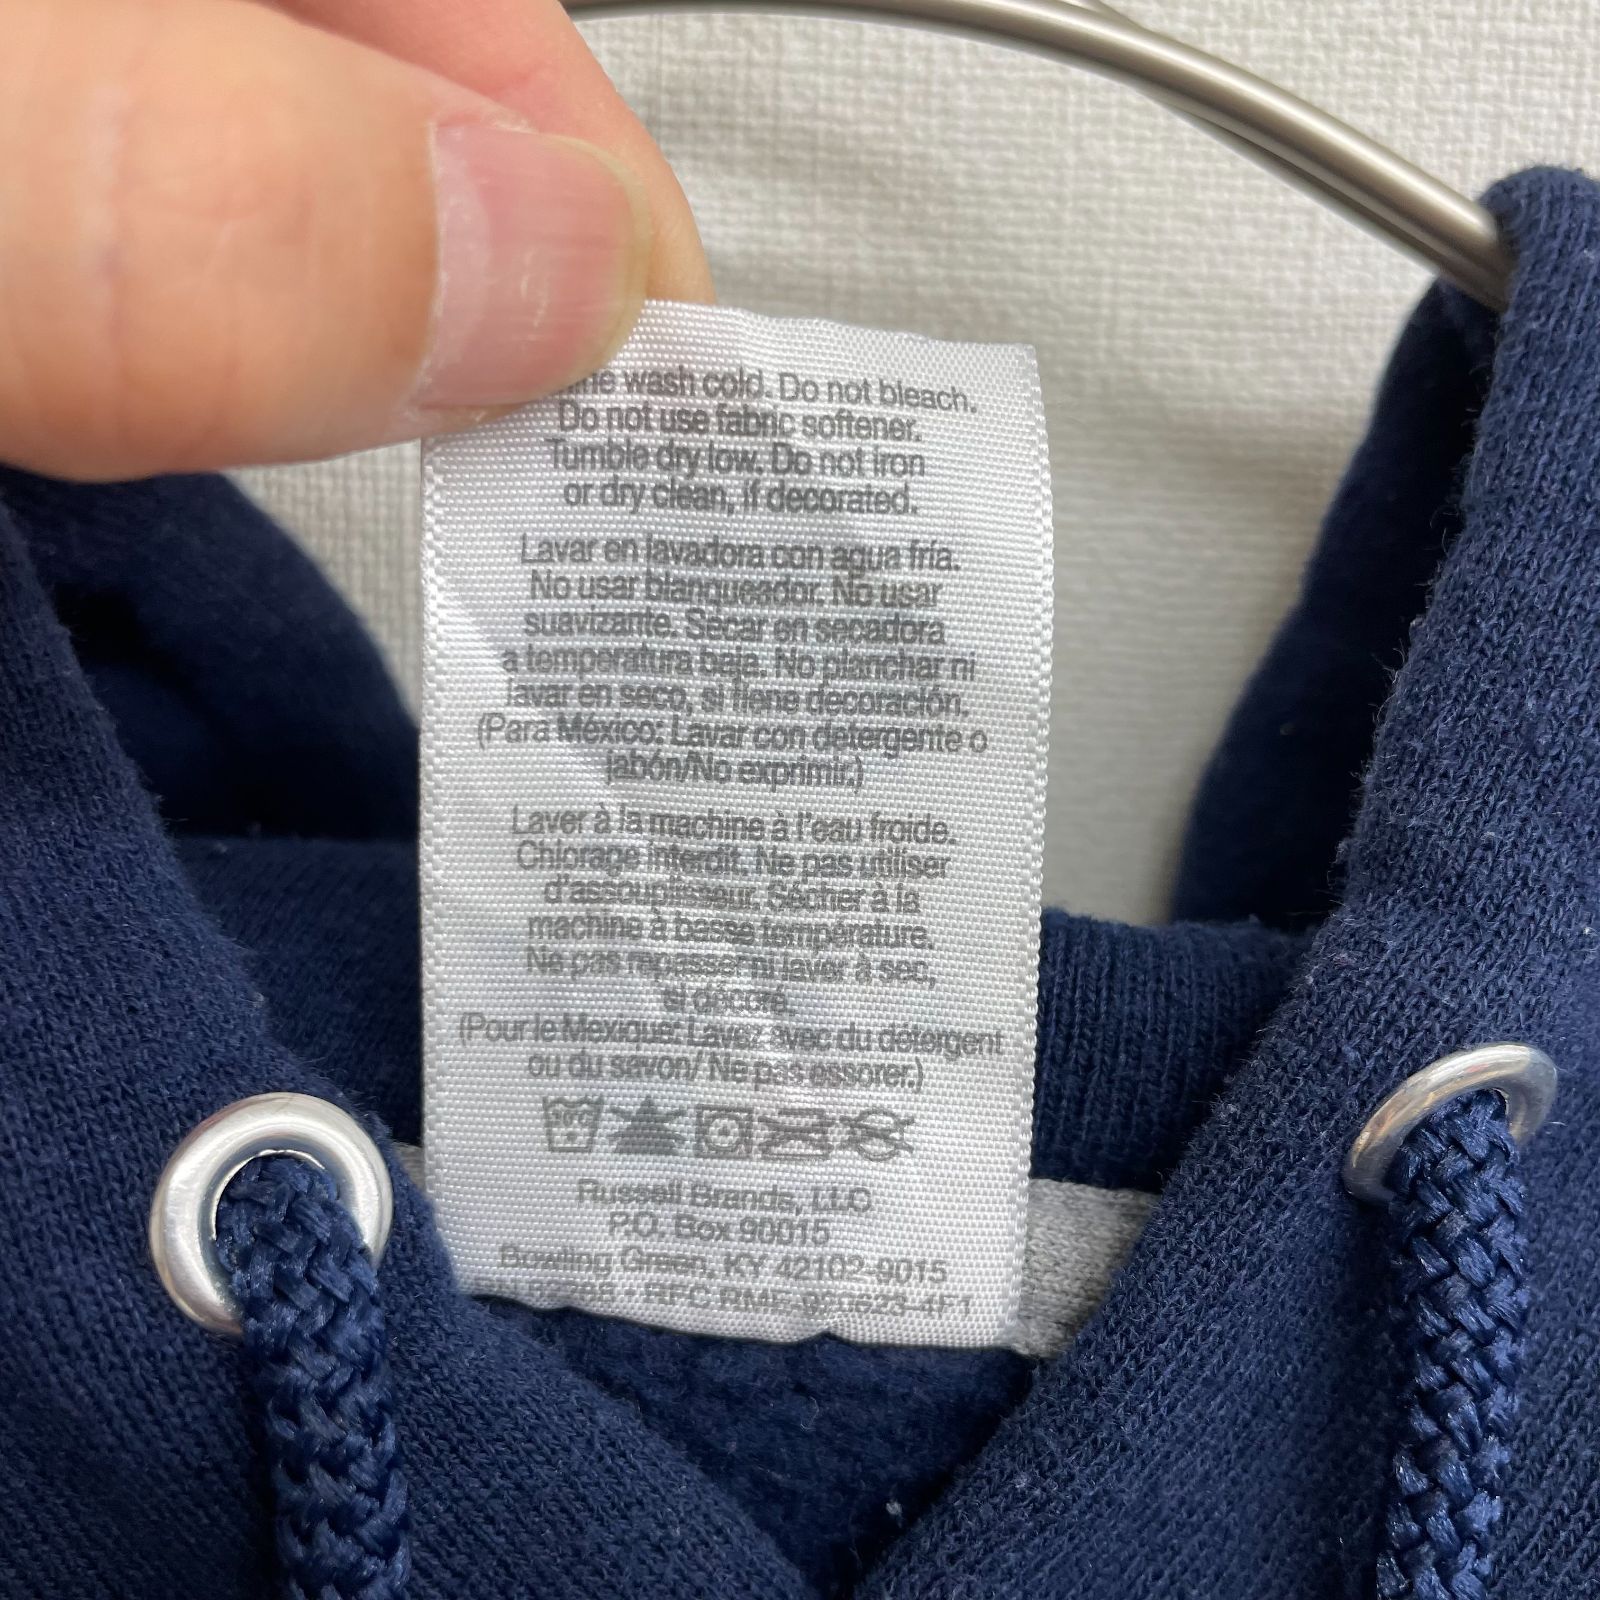 wash cold. Do not bleach.
Do not use fabric softener.
Tumble dry low. Do not iron
or dry clean, if decorated.
Lavar en lavadora con agua fría.
No usar blanqueador. No usar
suavizante. Secar en secadora
a temperatura baja. No planchar ni
lavar en seco, si tiene decoración.
(Para México: Lavar con detergente o
jabón/No exprimir.)
Laver à la machine à l'eau froide.
Chlorage interdit. Ne pas utiliser
d'assouplisseur. Sécher à la
machine à basse température.
Ne pas repasser ni laver à sec,
si décoré.
(Pour le Mexique: Lavez avec du détergent
ou du savon/ Ne pas essorer.)
Russell Brands, LLC
P.O. Box 90015
Bowling Green, KY 42102-9015
RFC RME-920623-4F1